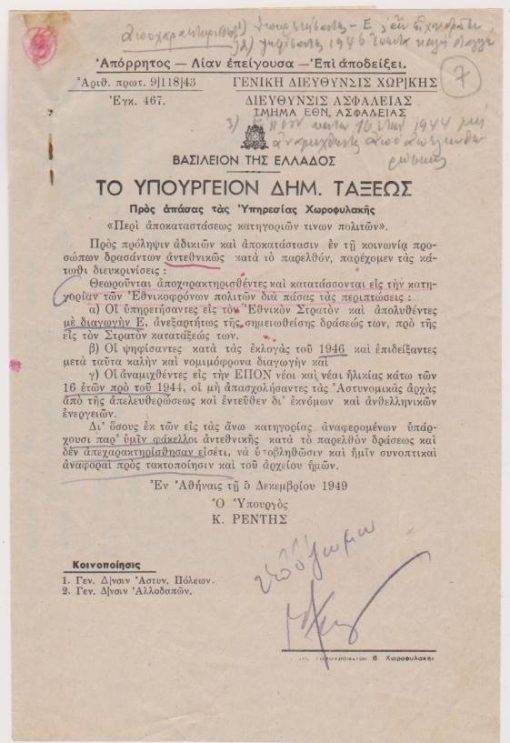 Ἀπόρρητος — Λίαν ἐπείγουσα — Ἐπὶ ἀποδείξει.
7
Ἀριθ. πρωτ. 9|118|43
Ἐγκ. 467.
ΓΕΝΙΚΗ ΔΙΕΥΘΥΝΣΙΣ ΧΩΡ|ΚΗΣ
ΔΙΕΥΘΥΝΣΙΣ ΑΣΦΑΛΕΙΑΣ
ΤΜΗΜΑ ΕΘΝ. ΑΣΦΑΛΕΙΑΣ
ΒΑΣΙΛΕΙΟΝ ΤΗΣ ΕΛΛΑΔΟΣ
ΤΟ ΥΠΟΥΡΓΕΙΟΝ ΔΗΜ. ΤΑΞΕΩΣ
Πρὸς ἁπάσας τὰς Ὑπηρεσίας Χωροφυλακῆς
«Περὶ ἀποκαταστάσεως κατηγοριῶν τινων πολιτῶν».
Πρὸς πρόληψιν ἀδικιῶν καὶ ἀποκατάστασιν ἐν τῇ κοινωνίᾳ προ-
σώπων δρασάντων ἀντεθνικῶς κατὰ τὸ παρελθόν, παρέχομεν τὰς κά-
τωθι διευκρινίσεις :
Θεωροῦνται ἀποχαρακτηρισθέντες καὶ κατατάσσονται εἰς τὴν κατη-
γορίαν τῶν Ἐθνικοφρόνων πολιτῶν διὰ πάσας τὰς περιπτώσεις :
α) Οἱ ὑπηρετήσαντες εἰς τὸν Ἐθνικὸν Στρατὸν καὶ ἀπολυθέντες
μὲ διαγωγὴν Ε, ἀνεξαρτήτως τῆς σημειωθείσης δράσεώς των, πρὸ τῆς
εἰς τὸν Στρατὸν κατατάξεώς των.
β) Οἱ ψηφίσαντες κατὰ τὰς ἐκλογὰς τοῦ 1946 καὶ ἐπιδείξαντες
μετὰ ταῦτα καλὴν καὶ νομιμόφρονα διαγωγὴν καὶ
γ) Οἱ ἀναμιχθέντες εἰς τὴν ΕΠΟΝ νέοι καὶ νέαι ἡλικίας κάτω τῶν
16 ἐτῶν πρὸ τοῦ 1944, οἱ μὴ ἀπασχολήσαντες τὰς Ἀστυνομικὰς ἀρχὰς
ἀπὸ τῆς ἀπελευθερώσεως καὶ ἐντεῦθεν δι' ἐκνόμων καὶ ἀνθελληνικῶν
ἐνεργειῶν.
Δι' ὅσους ἐκ τῶν εἰς τὰς ἄνω κατηγορίας ἀναφερομένων ὑπάρ-
χουσι παρ' ὑμῖν φάκελλοι ἀντεθνικῆς κατὰ τὸ παρελθὸν δράσεως καὶ
δὲν ἀπεχαρακτηρίσθησαν εἰσέτι, νὰ ὑποβληθῶσιν καὶ ἡμῖν συνοπτικαὶ
ἀναφοραὶ πρὸς τακτοποίησιν καὶ τοῦ ἀρχείου ἡμῶν.
Ἐν Ἀθήναις τῇ 5 Δεκεμβρίου 1949
Ὁ Ὑπουργὸς
Κ. ΡΕΝΤΗΣ
Κοινοποίησις
1. Γεν. Δ|νσιν Ἀστυν. Πόλεων.
2. Γεν. Δ|νσιν Ἀλλοδαπῶν.
Β. Χωροφυλακῆς